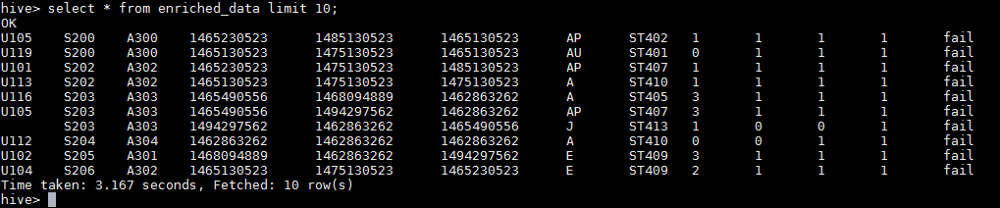 hive> select * from enriched_data limit 10;
OK
U105 S200 A300 1465230523 1485130523 1465130523 AP ST402 1 1 1 1 fail
U119 S200 A300 1465130523 1475130523 1465130523 AU ST401 0 1 1 1 fail
U101 S202 A302 1465230523 1475130523 1485130523 AP ST407 1 1 1 1 fail
U113 S202 A302 1465130523 1475130523 1475130523 A ST410 1 1 1 1 fail
U116 S203 A303 1465490556 1468094889 1462863262 A ST405 3 1 1 1 fail
U105 S203 A303 1465490556 1494297562 1462863262 AP ST407 3 1 1 1 fail
S203 A303 1494297562 1462863262 1465490556 J ST413 1 0 0 1 fail
U112 S204 A304 1462863262 1462863262 1462863262 A ST410 0 0 1 1 fail
U102 S205 A301 1468094889 1462863262 1494297562 E ST409 3 1 1 1 fail
U104 S206 A302 1465130523 1475130523 1465230523 E ST409 2 1 1 1 fail
Time taken: 3.167 seconds, Fetched: 10 row(s)
hive>